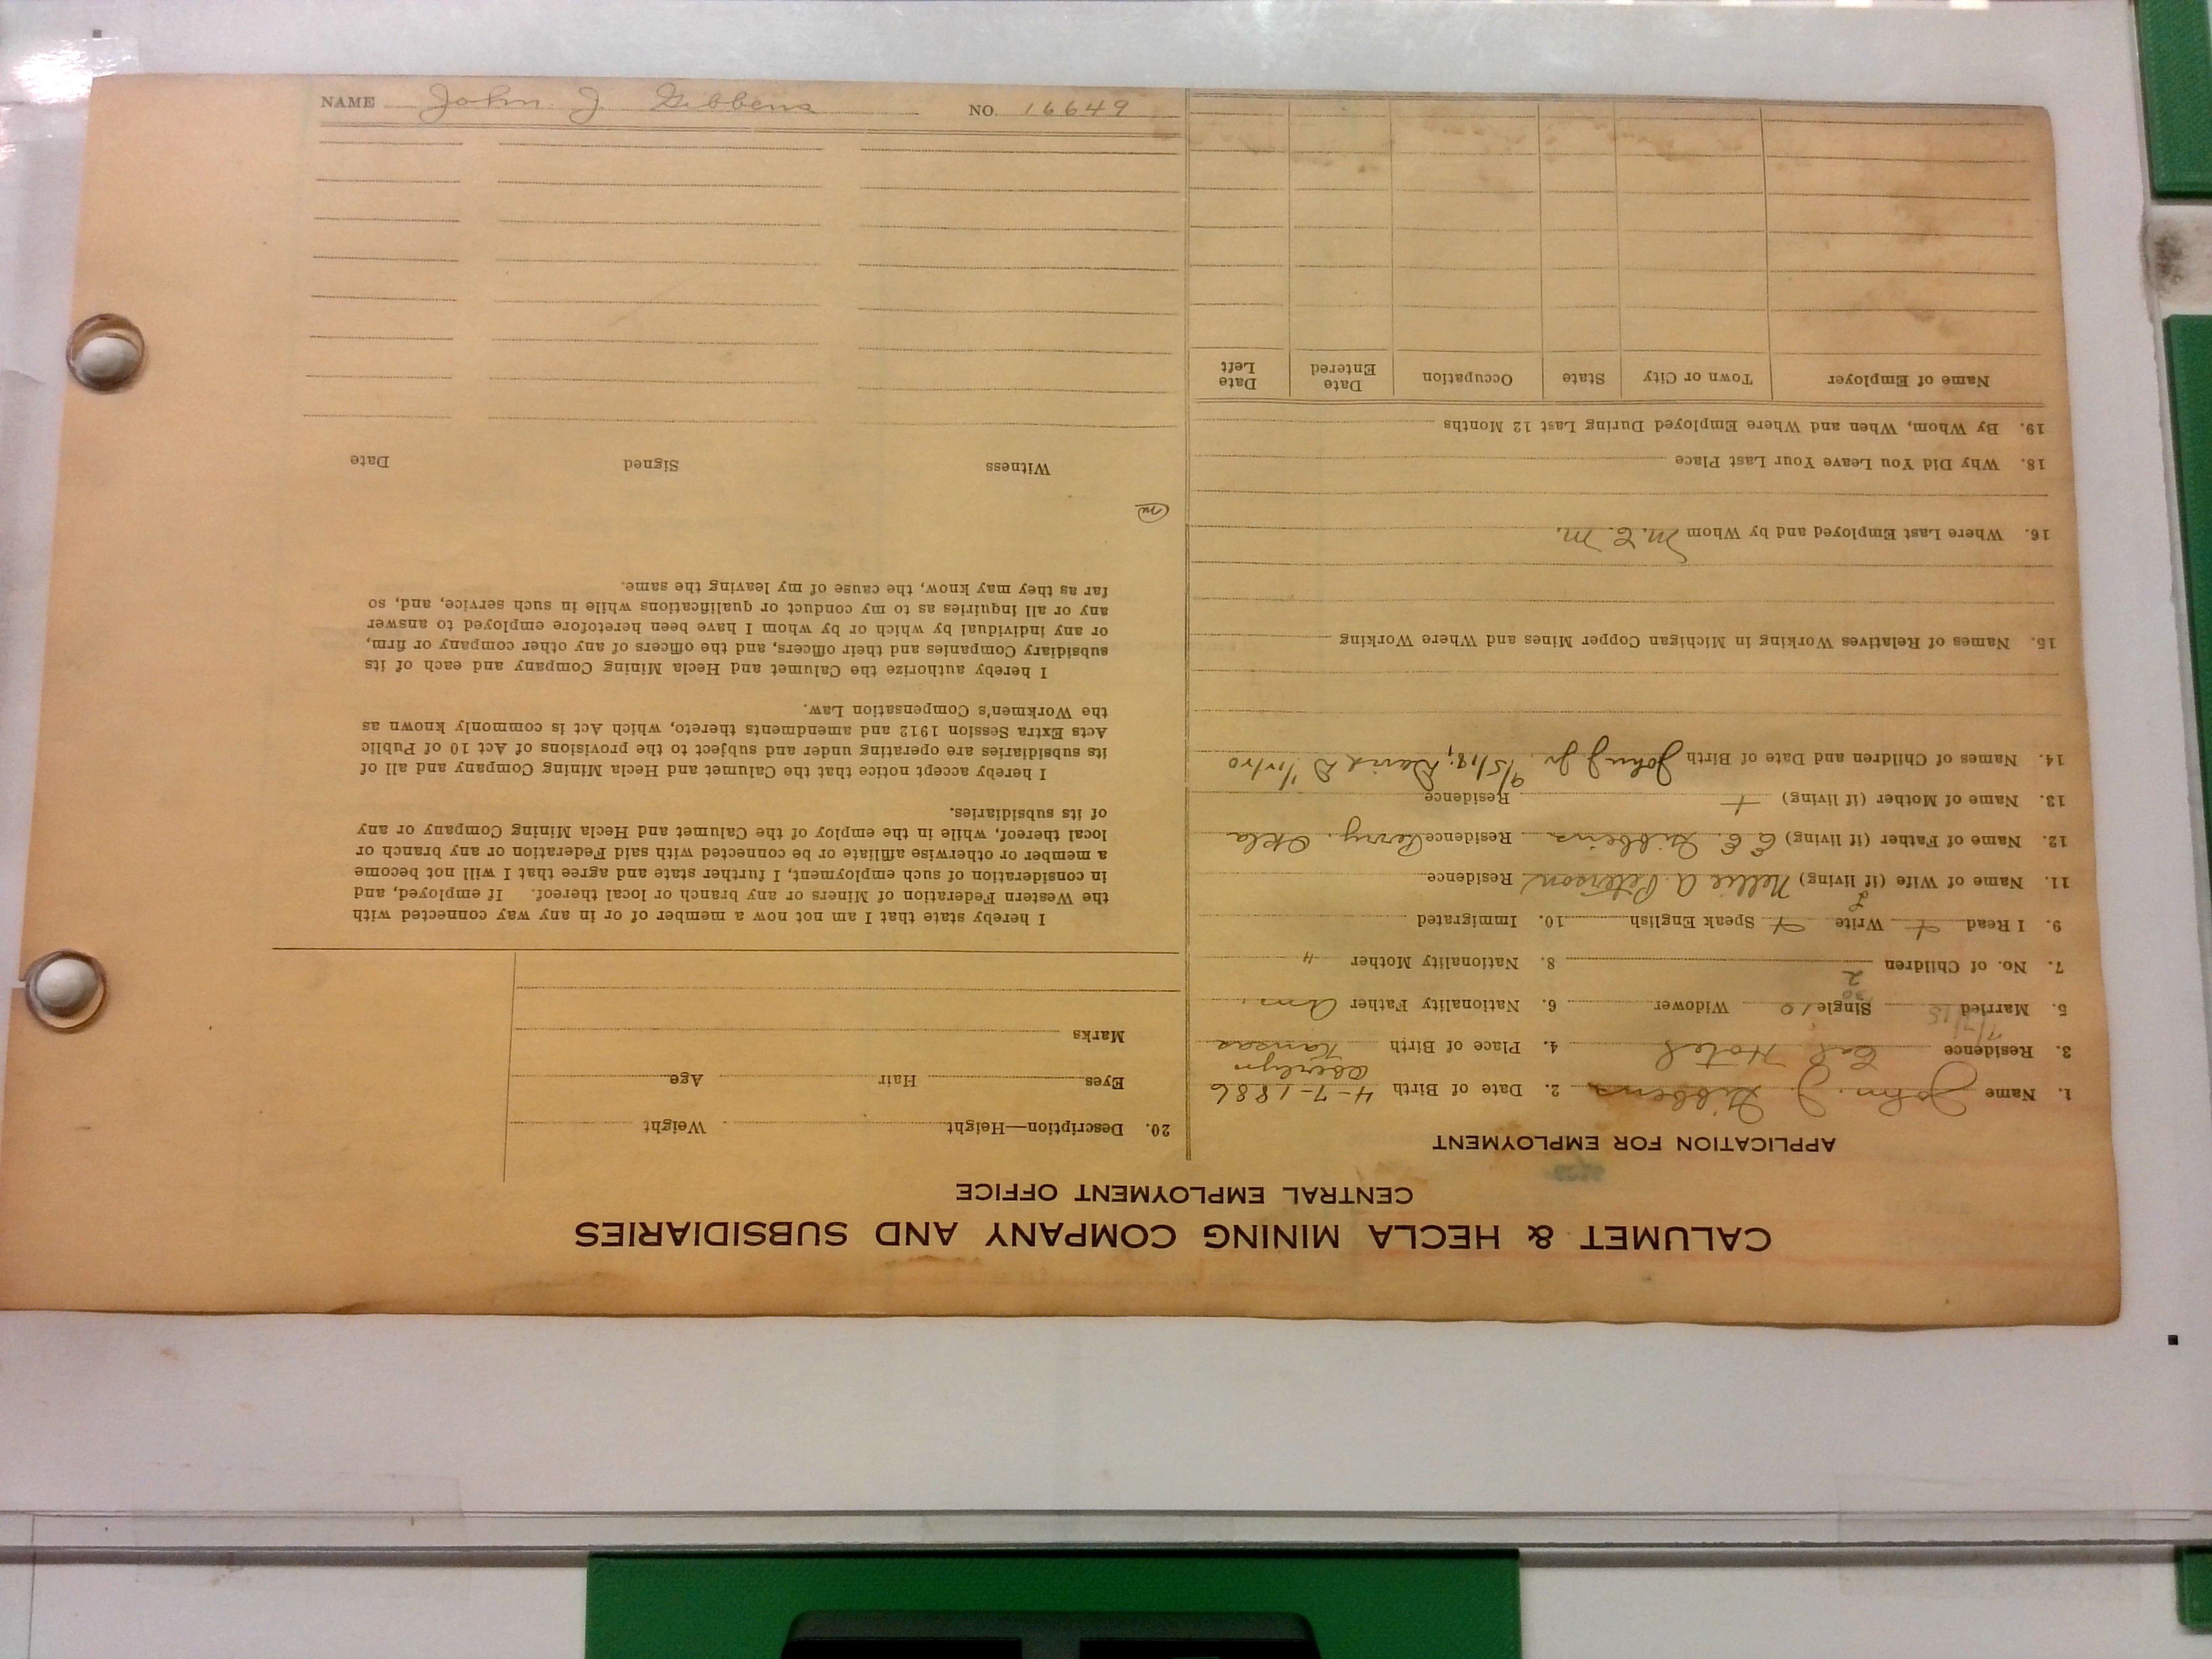 CALUMET & HECLA MINING COMPANY AND SUBSIDIARIES
CENTRAL EMPLOYMENT OFFICE
APPLICATION FOR EMPLOYMENT
1. Name John. J. Gibbens 2. Date of Birth 4-7-1886
3. Residence Cal Hotel 4. Place of Birth Kansas
5. Married Single Widower 6. Nationality Father Am.
7. No. of Children 2 8. Nationality Mother "
9. I Read + Write + Speak English 10. Immigrated
11. Name of Wife (if living) Nellie A. Peterson Residence
12. Name of Father (if living) E. Gibbens Residence Perry, Okla
13. Name of Mother (if living) + Residence
14. Names of Children and Date of Birth John J Jr. 9/5/18; David D
15. Names of Relatives Working in Michigan Copper Mines and Where Working
16. Where Last Employed and by Whom M. E. M.
18. Why Did You Leave Your Last Place
19. By Whom, When and Where Employed During Last 12 Months
Name of Employer Town or City State Occupation Date Entered Date Left
20. Description—Height Weight
Eyes Hair Age
Marks
I hereby state that I am not now a member of or in any way connected with
the Western Federation of Miners or any branch or local thereof. If employed, and
in consideration of such employment, I further state and agree that I will not become
a member or otherwise affiliate or be connected with said Federation or any branch or
local thereof, while in the employ of the Calumet and Hecla Mining Company or any
of its subsidiaries.
I hereby accept notice that the Calumet and Hecla Mining Company and all of
its subsidiaries are operating under and subject to the provisions of Act 10 of Public
Acts Extra Session 1912 and amendments thereto, which Act is commonly known as
the Workmen's Compensation Law.
I hereby authorize the Calumet and Hecla Mining Company and each of its
subsidiary Companies and their officers, and the officers of any other company or firm,
or any individual by which or by whom I have been heretofore employed to answer
any or all inquiries as to my conduct or qualifications while in such service, and, so
far as they may know, the cause of my leaving the same.
Witness Signed Date
NAME John. J. Gibbens NO. 16649